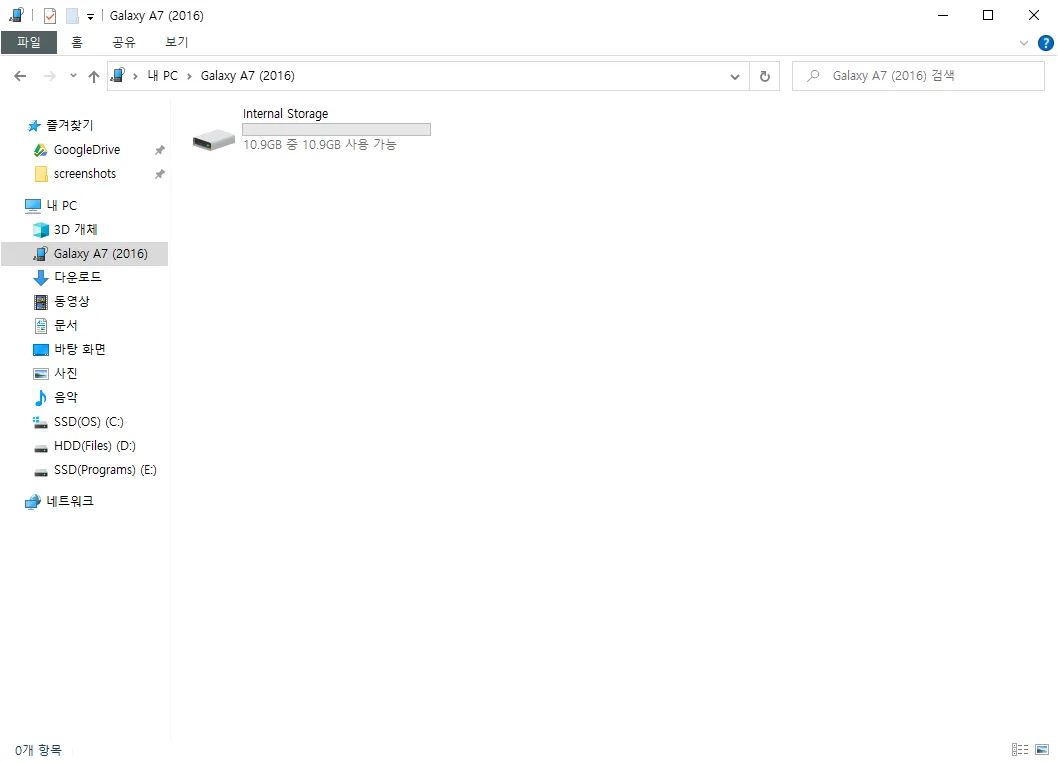 Galaxy A7 (2016)
파일 홈 공유 보기
내 PC Galaxy A7 (2016)
Galaxy A7 (2016) 검색
즐겨찾기
GoogleDrive
screenshots
내 PC
3D 개체
Galaxy A7 (2016)
다운로드
동영상
문서
바탕 화면
사진
음악
SSD(OS) (C:)
HDD(Files) (D:)
SSD(Programs) (E:)
네트워크
Internal Storage
10.9GB 중 10.9GB 사용 가능
0개 항목